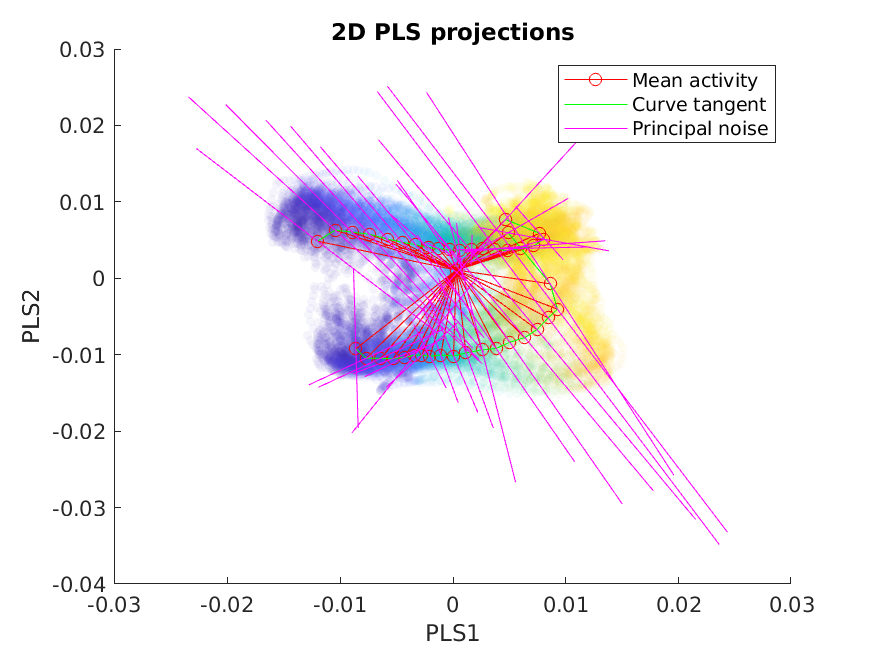 2D PLS projections
Mean activity
Curve tangent
Principal noise
0.03
0.02
0.01
0
-0.01
-0.02
-0.03
-0.04
PLS2
-0.03
-0.02
-0.01
0
0.01
0.02
0.03
PLS1